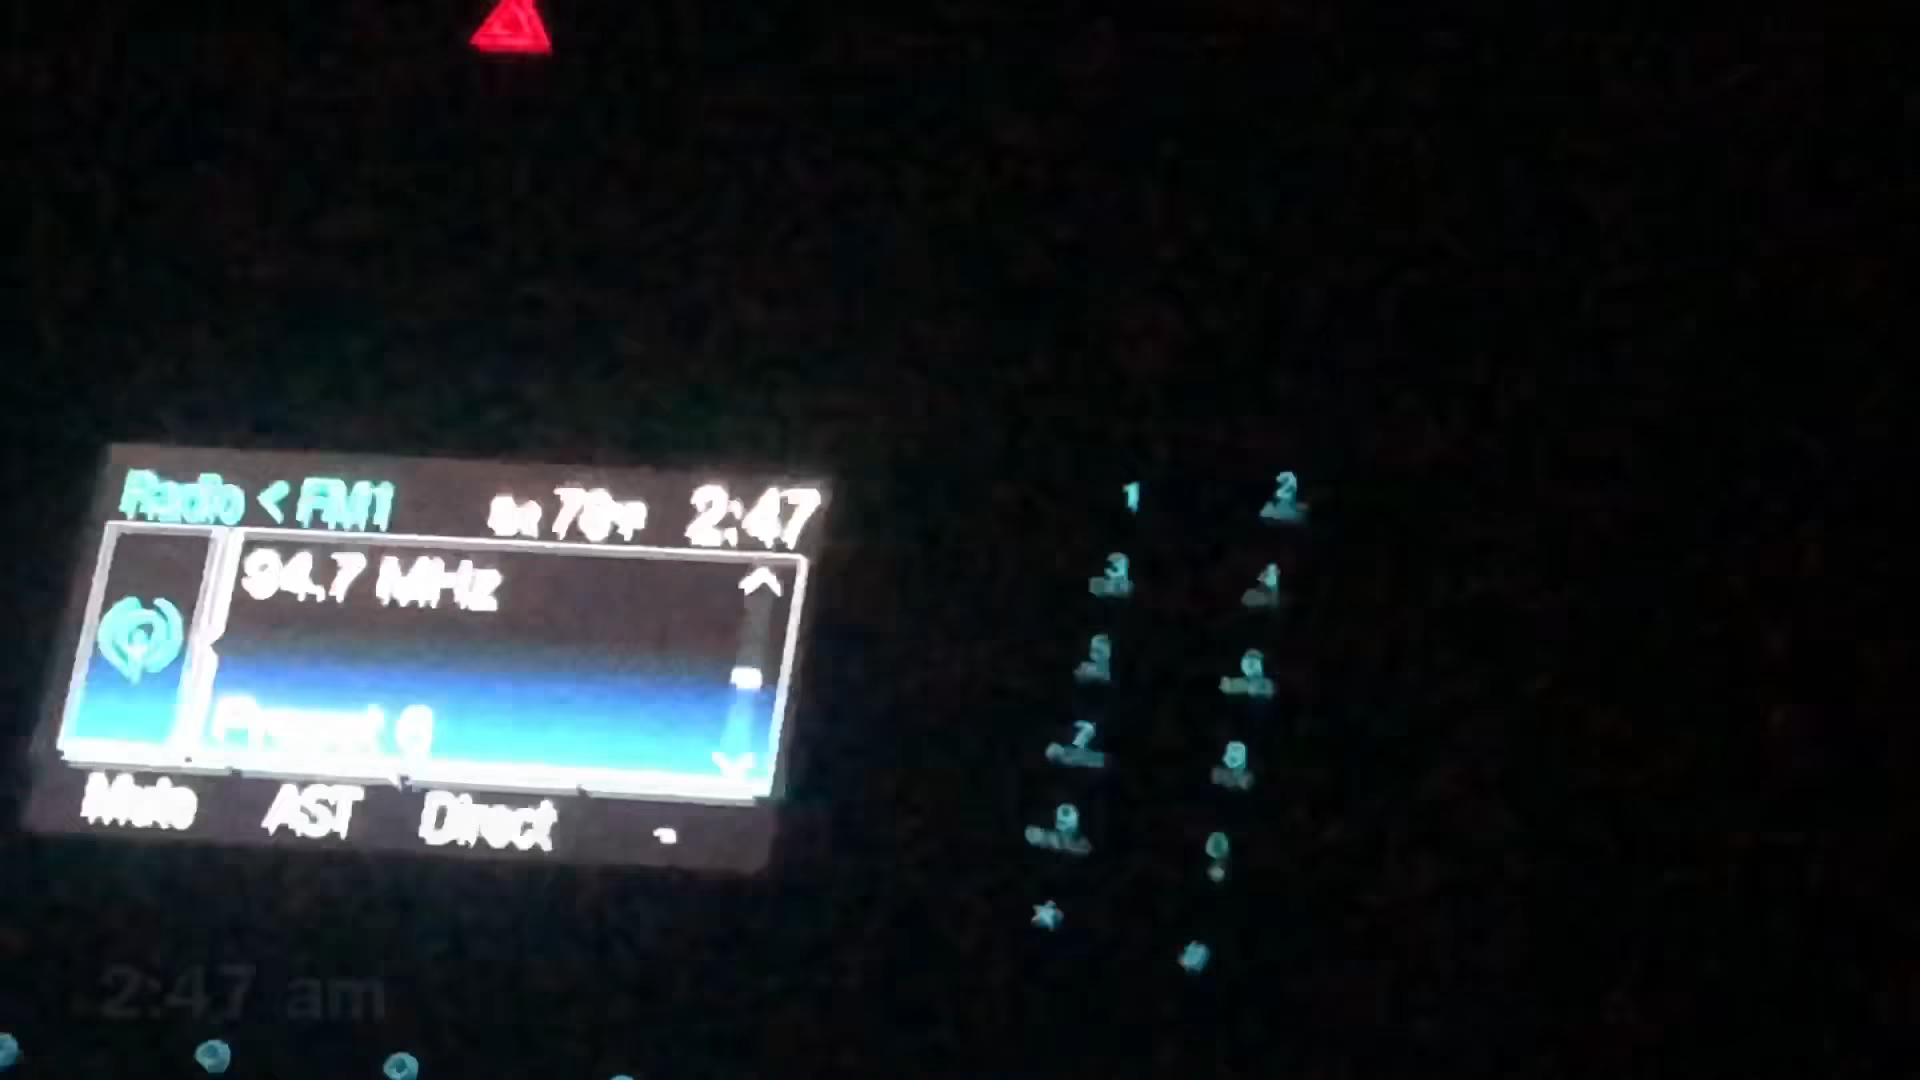 Radio < FM1 2:47
94.7 MHz
Preset 6
Mute AST Direct
1 2
3 4
5 6
7 8
9 0
*
2:47 am